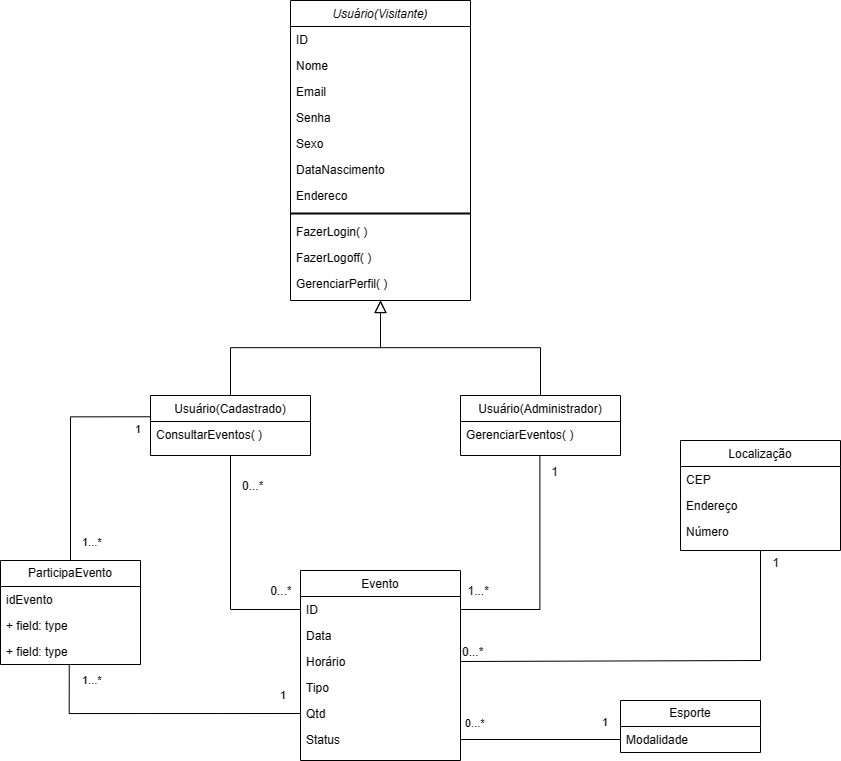 Usuário(Visitante)
ID
Nome
Email
Senha
Sexo
DataNascimento
Endereco
FazerLogin( )
FazerLogoff( )
GerenciarPerfil( )
Usuário(Cadastrado)
ConsultarEventos( )
Usuário(Administrador)
GerenciarEventos( )
1
0...*
1
Localização
CEP
Endereço
Número
1...*
1
ParticipaEvento
idEvento
+ field: type
+ field: type
0...*
1...*
Evento
ID
Data
Horário
Tipo
Qtd
Status
0...*
1...*
1
0...*
1
Esporte
Modalidade